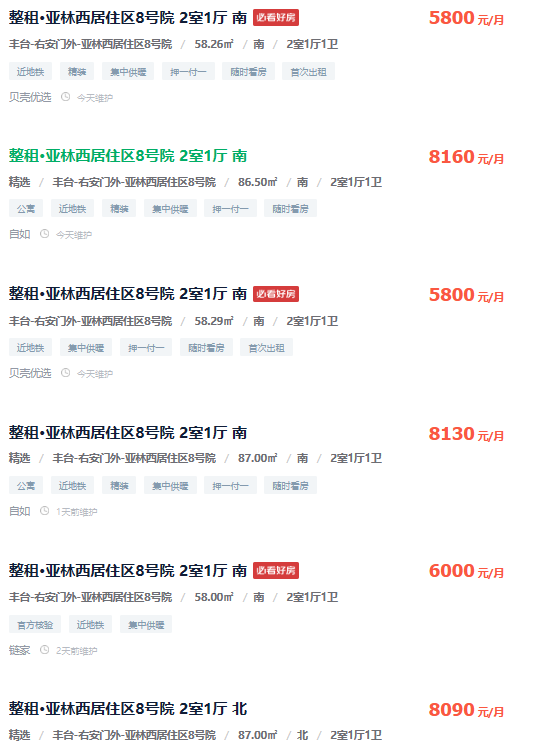 整租·亚林西居住区8号院 2室1厅 南 必看好房 5800 元/月
丰台-右安门外-亚林西居住区8号院 / 58.26㎡ / 南 / 2室1厅1卫
近地铁 精装 集中供暖 押一付一 随时看房 首次出租
贝壳优选 今天维护
整租·亚林西居住区8号院 2室1厅 南 8160 元/月
精选 / 丰台-右安门外-亚林西居住区8号院 / 86.50㎡ / 南 / 2室1厅1卫
公寓 近地铁 精装 集中供暖 押一付一 随时看房
自如 今天维护
整租·亚林西居住区8号院 2室1厅 南 必看好房 5800 元/月
丰台-右安门外-亚林西居住区8号院 / 58.29㎡ / 南 / 2室1厅1卫
近地铁 集中供暖 押一付一 随时看房 首次出租
贝壳优选 今天维护
整租·亚林西居住区8号院 2室1厅 南 8130 元/月
精选 / 丰台-右安门外-亚林西居住区8号院 / 87.00㎡ / 南 / 2室1厅1卫
公寓 近地铁 精装 集中供暖 押一付一 随时看房
自如 1天前维护
整租·亚林西居住区8号院 2室1厅 南 必看好房 6000 元/月
丰台-右安门外-亚林西居住区8号院 / 58.00㎡ / 南 / 2室1厅1卫
官方核验 近地铁 集中供暖
链家 2天前维护
整租·亚林西居住区8号院 2室1厅 北 8090 元/月
精选 / 丰台-右安门外-亚林西居住区8号院 / 87.00㎡ / 北 / 2室1厅1卫